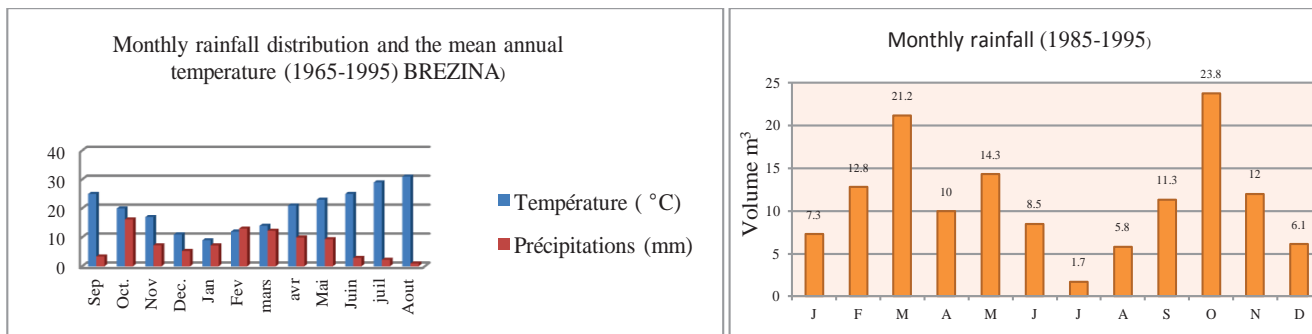 Monthly rainfall distribution and the mean annual
temperature (1965-1995) BREZINA)
40
30
20
10
0
Sep
Oct.
Nov
Dec.
Jan
Fev
mars
avr
Mai
Juin
juil
Aout
Température ( °C)
Précipitations (mm)
Monthly rainfall (1985-1995)
Volume m³
25
20
15
10
5
0
7.3
12.8
21.2
10
14.3
8.5
1.7
5.8
11.3
23.8
12
6.1
J F M A M J J A S O N D